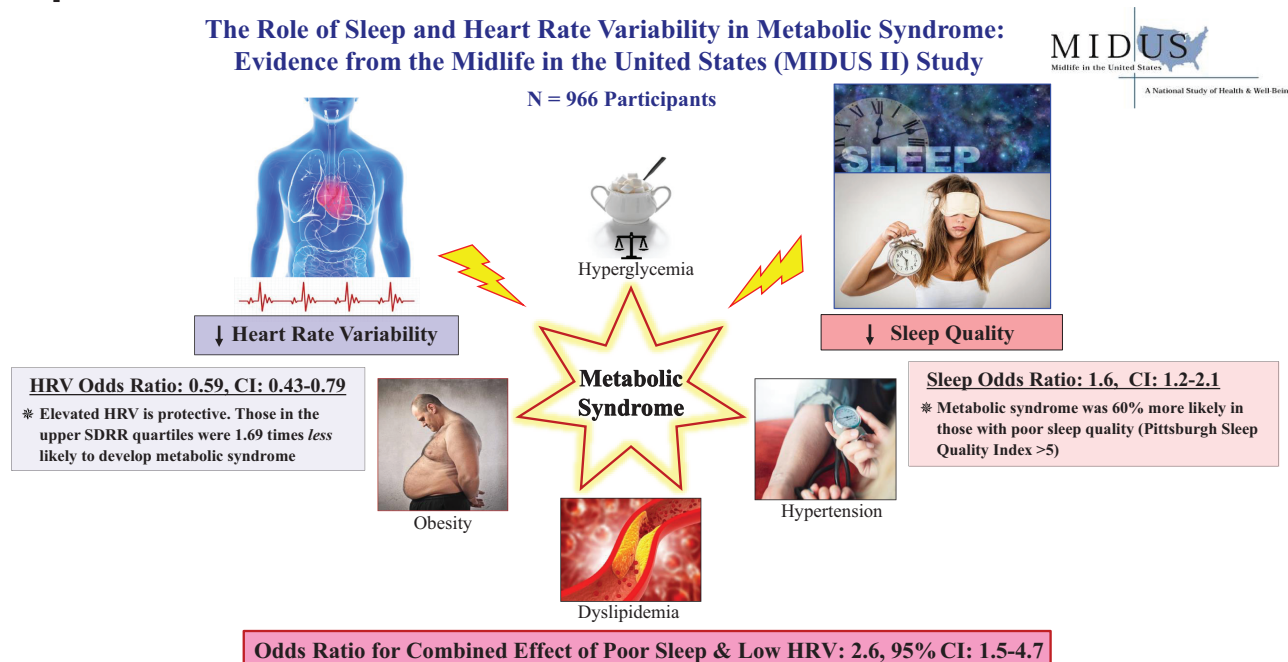 The Role of Sleep and Heart Rate Variability in Metabolic Syndrome:
Evidence from the Midlife in the United States (MIDUS II) Study
N = 966 Participants
MIDUS
Midlife in the United States
A National Study of Health & Well-Bein
SLEEP
Hyperglycemia
↓ Heart Rate Variability
↓ Sleep Quality
HRV Odds Ratio: 0.59, CI: 0.43-0.79
⁕ Elevated HRV is protective. Those in the
upper SDRR quartiles were 1.69 times less
likely to develop metabolic syndrome
Metabolic
Syndrome
Sleep Odds Ratio: 1.6, CI: 1.2-2.1
⁕ Metabolic syndrome was 60% more likely in
those with poor sleep quality (Pittsburgh Sleep
Quality Index >5)
Obesity
Hypertension
Dyslipidemia
Odds Ratio for Combined Effect of Poor Sleep & Low HRV: 2.6, 95% CI: 1.5-4.7